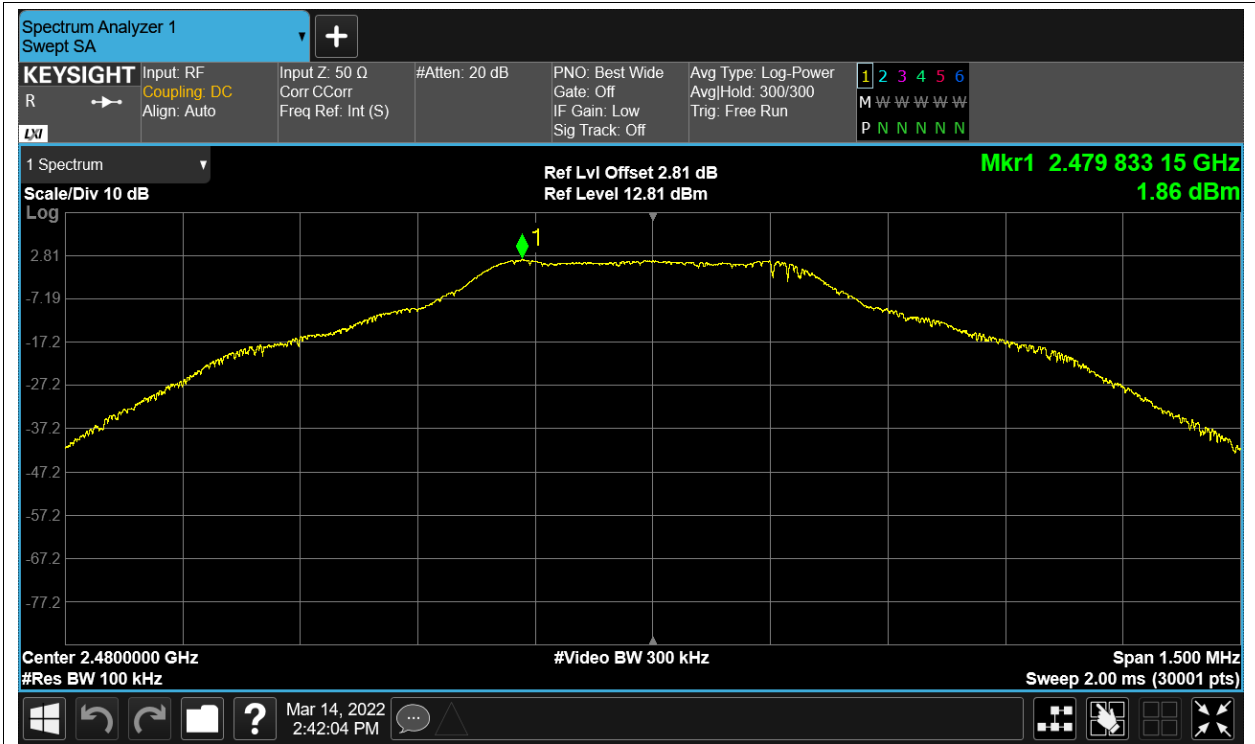 Spectrum Analyzer 1
Swept SA
KEYSIGHT
R
LXI
Input: RF
Coupling: DC
Align: Auto
Input Z: 50 Ω
Corr CCorr
Freq Ref: Int (S)
#Atten: 20 dB
PNO: Best Wide
Gate: Off
IF Gain: Low
Sig Track: Off
Avg Type: Log-Power
Avg|Hold: 300/300
Trig: Free Run
1 2 3 4 5 6
M W W W W W
P N N N N N
1 Spectrum
Scale/Div 10 dB
Log
Ref Lvl Offset 2.81 dB
Ref Level 12.81 dBm
Mkr1 2.479 833 15 GHz
1.86 dBm
1
2.81
-7.19
-17.2
-27.2
-37.2
-47.2
-57.2
-67.2
-77.2
Center 2.4800000 GHz
#Res BW 100 kHz
#Video BW 300 kHz
Span 1.500 MHz
Sweep 2.00 ms (30001 pts)
?
Mar 14, 2022
2:42:04 PM